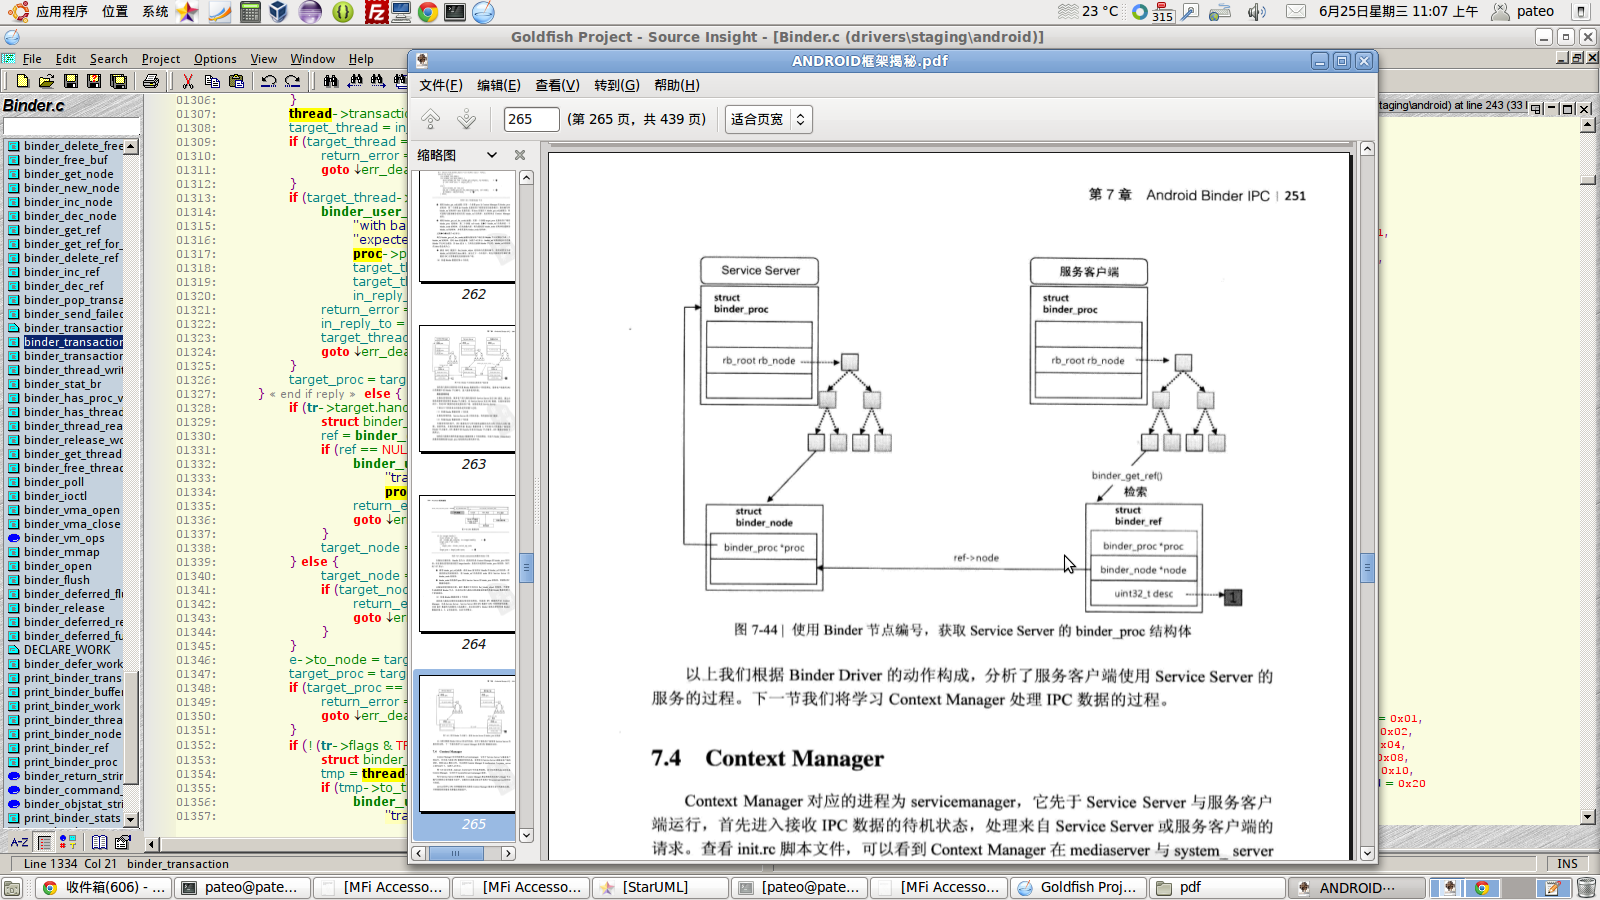 应用程序 位置 系统
23 °C
315
6月25日星期三 11:07 上午
pateo
Goldfish Project - Source Insight - [Binder.c (drivers\staging\android)]
File Edit Search Project Options View Window Help
Binder.c
binder_delete_free
binder_free_buf
binder_get_node
binder_new_node
binder_inc_node
binder_dec_node
binder_get_ref
binder_get_ref_for_
binder_delete_ref
binder_inc_ref
binder_dec_ref
binder_pop_transa
binder_send_failed
binder_transaction
binder_transaction
binder_transaction
binder_thread_writ
binder_stat_br
binder_has_proc_v
binder_has_thread
binder_thread_rea
binder_release_wo
binder_get_thread
binder_free_thread
binder_poll
binder_ioctl
binder_vma_open
binder_vma_close
binder_vm_ops
binder_mmap
binder_open
binder_flush
binder_deferred_flu
binder_release
binder_deferred_re
binder_deferred_fu
DECLARE_WORK
binder_defer_work
print_binder_trans
print_binder_buffer
print_binder_work
print_binder_threa
print_binder_node
print_binder_ref
print_binder_proc
binder_return_strin
binder_command_
binder_objstat_stri
print_binder_stats
A-Z
01306: }
01307: thread->transactio
01308: target_thread = in_
01309: if (target_thread =
01310: return_error =
01311: goto ↓err_dea
01312: }
01313: if (target_thread-
01314: binder_user_
01315: "with ba
01316: "expecte
01317: proc->p
01318: target_th
01319: target_th
01320: in_reply_
01321: return_error =
01322: in_reply_to =
01323: target_thread
01324: goto ↓err_dea
01325: }
01326: target_proc = targ
01327: } « end if reply » else {
01328: if (tr->target.hand
01329: struct binder_
01330: ref = binder_
01331: if (ref == NUL
01332: binder_u
01333: "tra
01334: pro
01335: return_e
01336: goto ↓er
01337: }
01338: target_node =
01339: } else {
01340: target_node =
01341: if (target_noc
01342: return_e
01343: goto ↓er
01344: }
01345: }
01346: e->to_node = targ
01347: target_proc = targ
01348: if (target_proc ==
01349: return_error =
01350: goto ↓err_dea
01351: }
01352: if (! (tr->flags & TF
01353: struct binder_
01354: tmp = thread-
01355: if (tmp->to_t
01356: binder_u
01357: "tra
taging\android) at line 243 (33
= 0x01,
= 0x02,
04,
0x08,
= 0x10,
= 0x20
Line 1334 Col 21 binder_transaction
INS
ANDROID框架揭秘.pdf
文件(F) 编辑(E) 查看(V) 转到(G) 帮助(H)
265 (第 265 页，共 439 页) 适合页宽
缩略图
262
263
264
265
第 7 章 Android Binder IPC | 251
Service Server
struct
binder_proc
rb_root rb_node
服务客户端
struct
binder_proc
rb_root rb_node
binder_get_ref()
检索
struct
binder_node
binder_proc *proc
ref->node
struct
binder_ref
binder_proc *proc
binder_node *node
uint32_t desc
1
图 7-44 | 使用 Binder 节点编号，获取 Service Server 的 binder_proc 结构体
以上我们根据 Binder Driver 的动作构成，分析了服务客户端使用 Service Server 的
服务的过程。下一节我们将学习 Context Manager 处理 IPC 数据的过程。
7.4 Context Manager
Context Manager 对应的进程为 servicemanager，它先于 Service Server 与服务客户
端运行，首先进入接收 IPC 数据的待机状态，处理来自 Service Server 或服务客户端的
请求。查看 init.rc 脚本文件，可以看到 Context Manager 在 mediaserver 与 system_ server
收件箱(606) - ...
pateo@pate...
[MFi Accesso...
[MFi Accesso...
[StarUML]
[pateo@pate...
[MFi Accesso...
Goldfish Proj...
pdf
ANDROID···